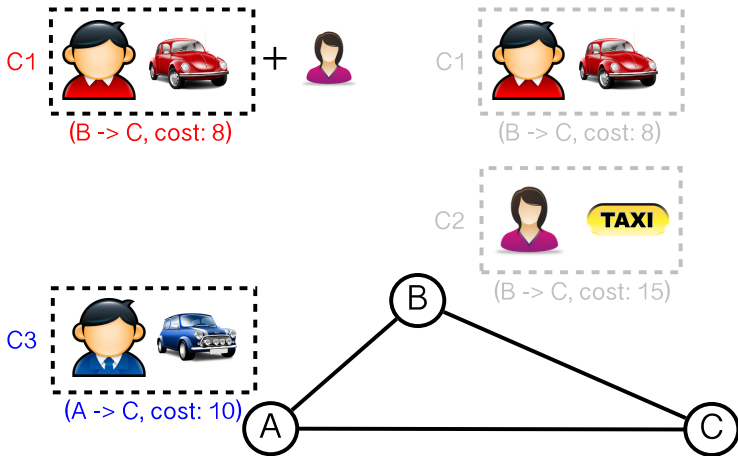 C1
+
(B -> C, cost: 8)
C1
(B -> C, cost: 8)
C2
TAXI
(B -> C, cost: 15)
C3
(A -> C, cost: 10)
B
A
C